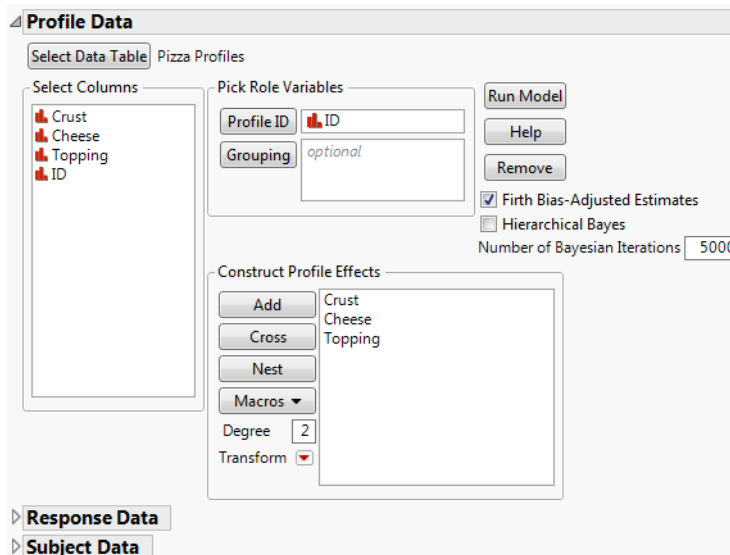 Profile Data
Select Data Table Pizza Profiles
Select Columns
Crust
Cheese
Topping
ID
Pick Role Variables
Profile ID ID
Grouping optional
Run Model
Help
Remove
Firth Bias-Adjusted Estimates
Hierarchical Bayes
Number of Bayesian Iterations 5000
Construct Profile Effects
Add
Cross
Nest
Macros
Degree 2
Transform
Crust
Cheese
Topping
Response Data
Subject Data